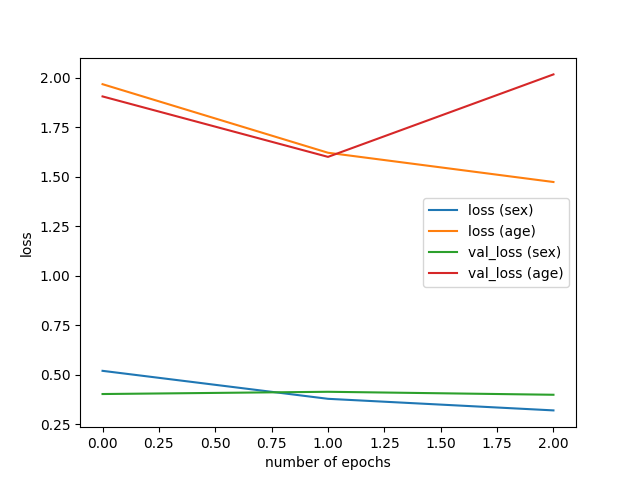 2.00
1.75
1.50
1.25
1.00
0.75
0.50
0.25
loss
loss (sex)
loss (age)
val_loss (sex)
val_loss (age)
0.00 0.25 0.50 0.75 1.00 1.25 1.50 1.75 2.00
number of epochs